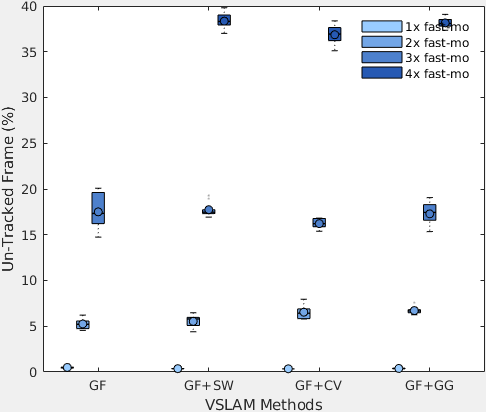 40
35
30
25
20
15
10
5
0
Un-Tracked Frame (%)
1x fast-mo
2x fast-mo
3x fast-mo
4x fast-mo
GF
GF+SW
GF+CV
GF+GG
VSLAM Methods